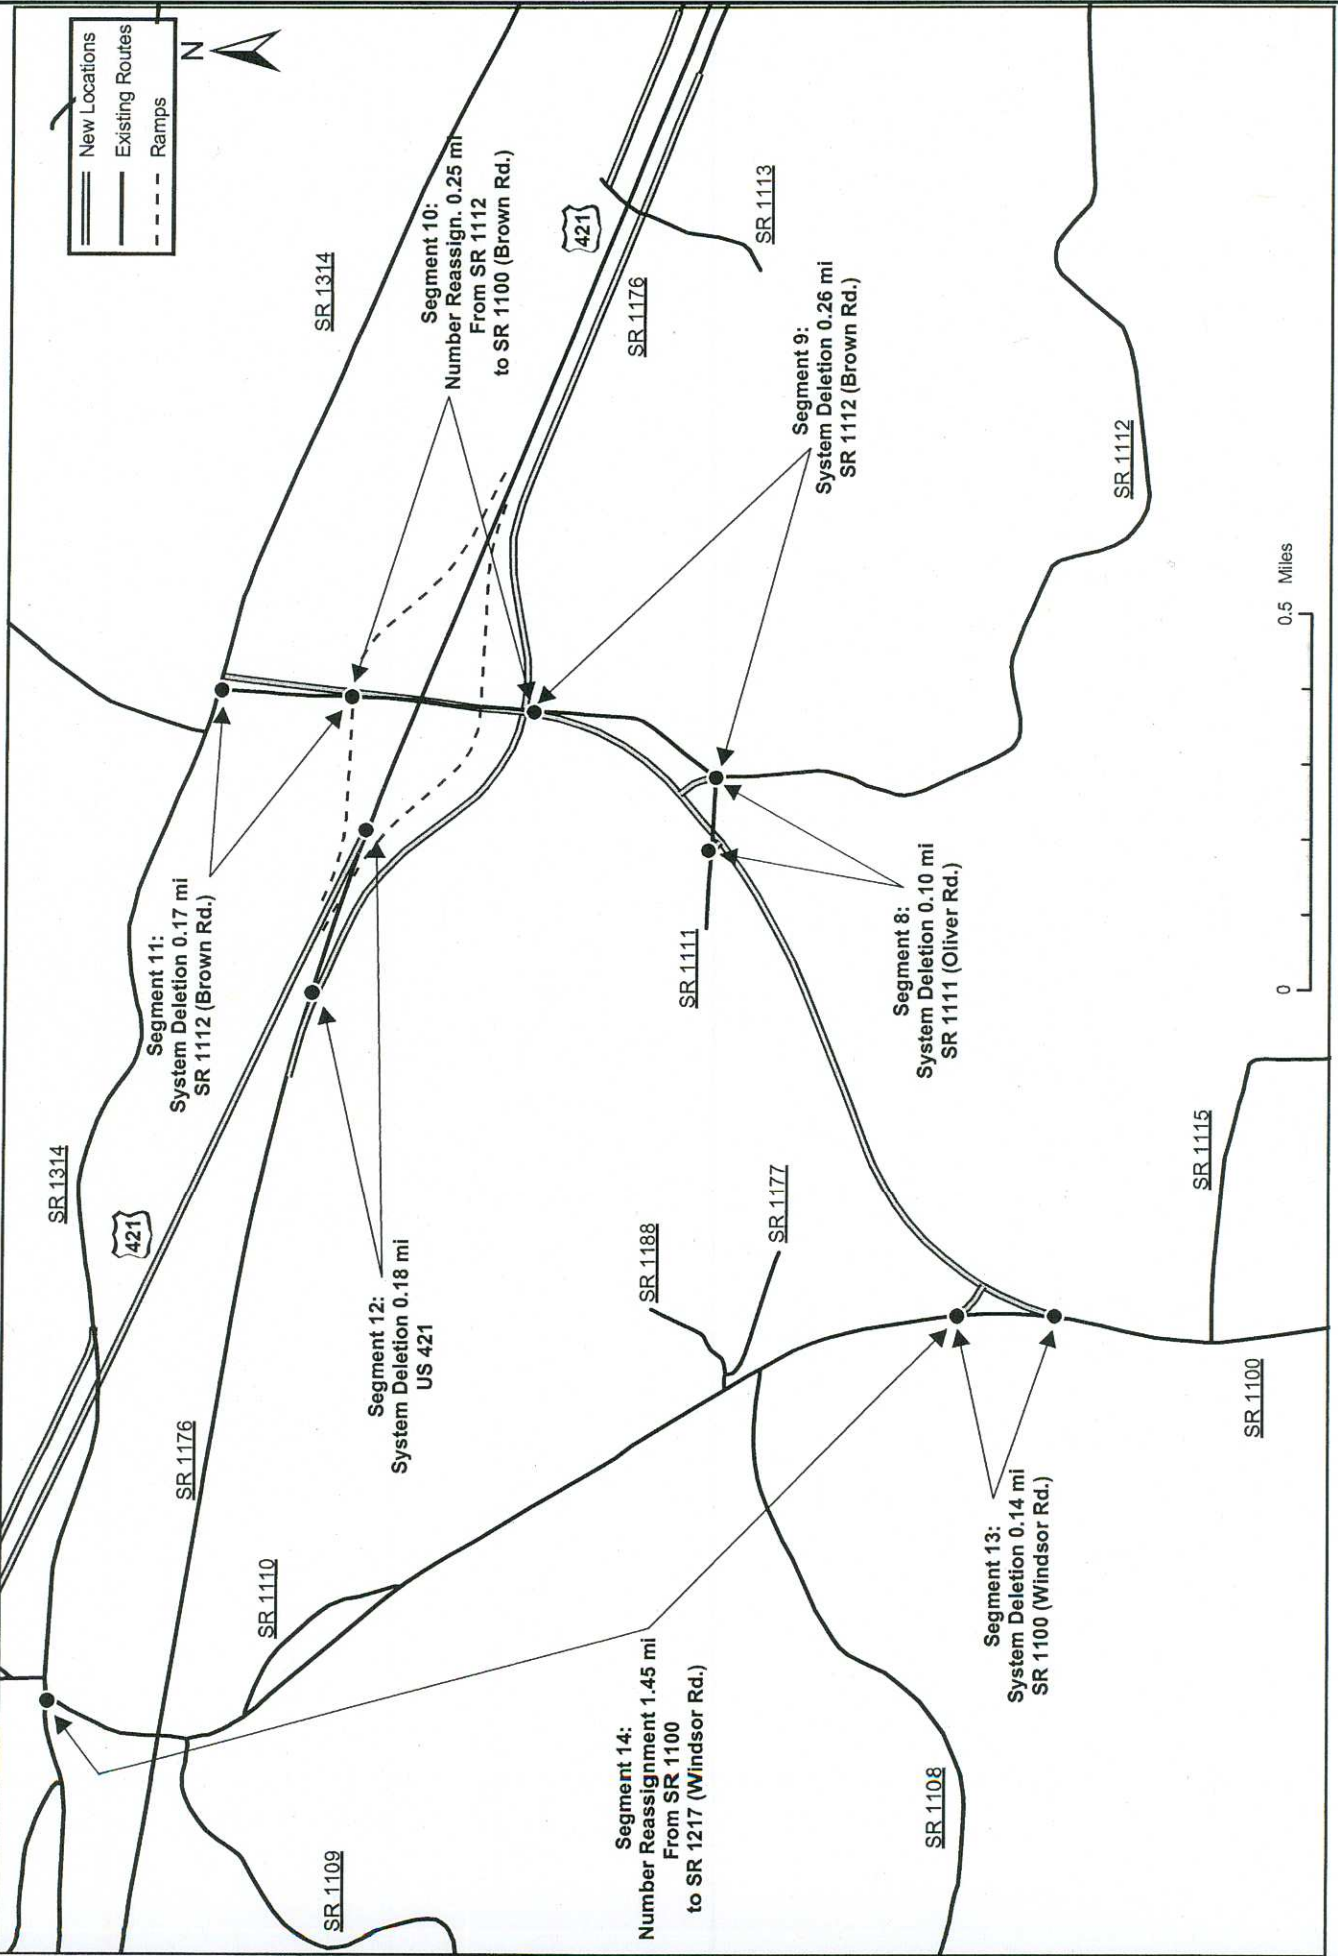 New Locations
Existing Routes
Ramps
N
SR 1314
Segment 10:
Number Reassign. 0.25 mi
From SR 1112
to SR 1100 (Brown Rd.)
421
SR 1113
SR 1176
Segment 9:
System Deletion 0.26 mi
SR 1112 (Brown Rd.)
SR 1112
0.5 Miles
0
Segment 11:
System Deletion 0.17 mi
SR 1112 (Brown Rd.)
SR 1111
Segment 8:
System Deletion 0.10 mi
SR 1111 (Oliver Rd.)
SR 1314
421
Segment 12:
System Deletion 0.18 mi
US 421
SR 1188
SR 1177
SR 1115
SR 1176
SR 1100
SR 1110
Segment 13:
System Deletion 0.14 mi
SR 1100 (Windsor Rd.)
Segment 14:
Number Reassignment 1.45 mi
From SR 1100
to SR 1217 (Windsor Rd.)
SR 1109
SR 1108